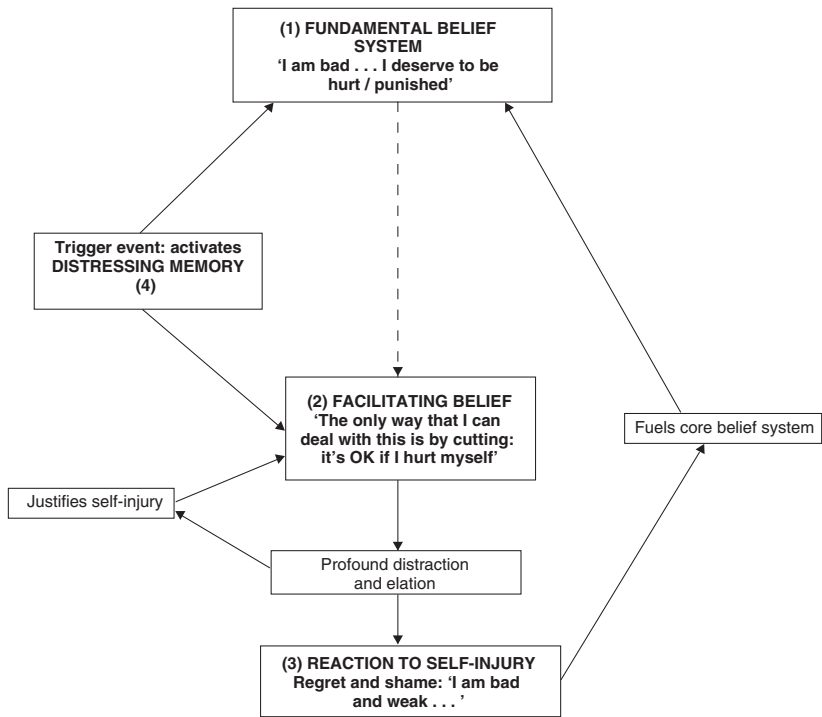 (1) FUNDAMENTAL BELIEF
SYSTEM
‘I am bad . . . I deserve to be
hurt / punished’
Trigger event: activates
DISTRESSING MEMORY
(4)
(2) FACILITATING BELIEF
‘The only way that I can
deal with this is by cutting:
it’s OK if I hurt myself’
Fuels core belief system
Justifies self-injury
Profound distraction
and elation
(3) REACTION TO SELF-INJURY
Regret and shame: ‘I am bad
and weak . . . ’